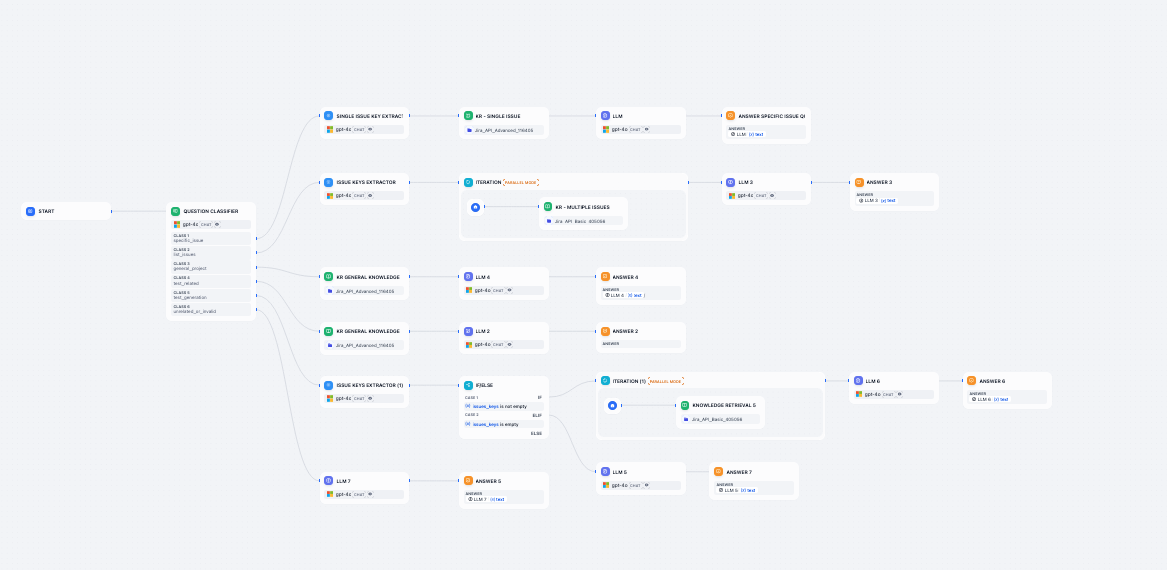 START
QUESTION CLASSIFIER
gpt-4o CHAT
CLASS 1
specific_issue
CLASS 2
list_issues
CLASS 3
general_project
CLASS 4
test_related
CLASS 5
test_generation
CLASS 6
unrelated_or_invalid
SINGLE ISSUE KEY EXTRACT
gpt-4o CHAT
KR - SINGLE ISSUE
Jira_API_Advanced_116405
LLM
gpt-4o CHAT
ANSWER SPECIFIC ISSUE QI
ANSWER
LLM {x} text
ISSUE KEYS EXTRACTOR
gpt-4o CHAT
ITERATION PARALLEL MODE
KR - MULTIPLE ISSUES
Jira_API_Basic_405056
LLM 3
gpt-4o CHAT
ANSWER 3
ANSWER
LLM 3 {x} text
KR GENERAL KNOWLEDGE
Jira_API_Advanced_116405
LLM 4
gpt-4o CHAT
ANSWER 4
ANSWER
LLM 4 {x} text /
KR GENERAL KNOWLEDGE
Jira_API_Advanced_116405
LLM 2
gpt-4o CHAT
ANSWER 2
ANSWER
ISSUE KEYS EXTRACTOR (1)
gpt-4o CHAT
IF/ELSE
CASE 1 IF
{x} issues_keys is not empty
CASE 2 ELIF
{x} issues_keys is empty
ELSE
ITERATION (1) PARALLEL MODE
KNOWLEDGE RETRIEVAL 5
Jira_API_Basic_405056
LLM 6
gpt-4o CHAT
ANSWER 6
ANSWER
LLM 6 {x} text
LLM 5
gpt-4o CHAT
ANSWER 7
ANSWER
LLM 5 {x} text
LLM 7
gpt-4o CHAT
ANSWER 5
ANSWER
LLM 7 {x} text